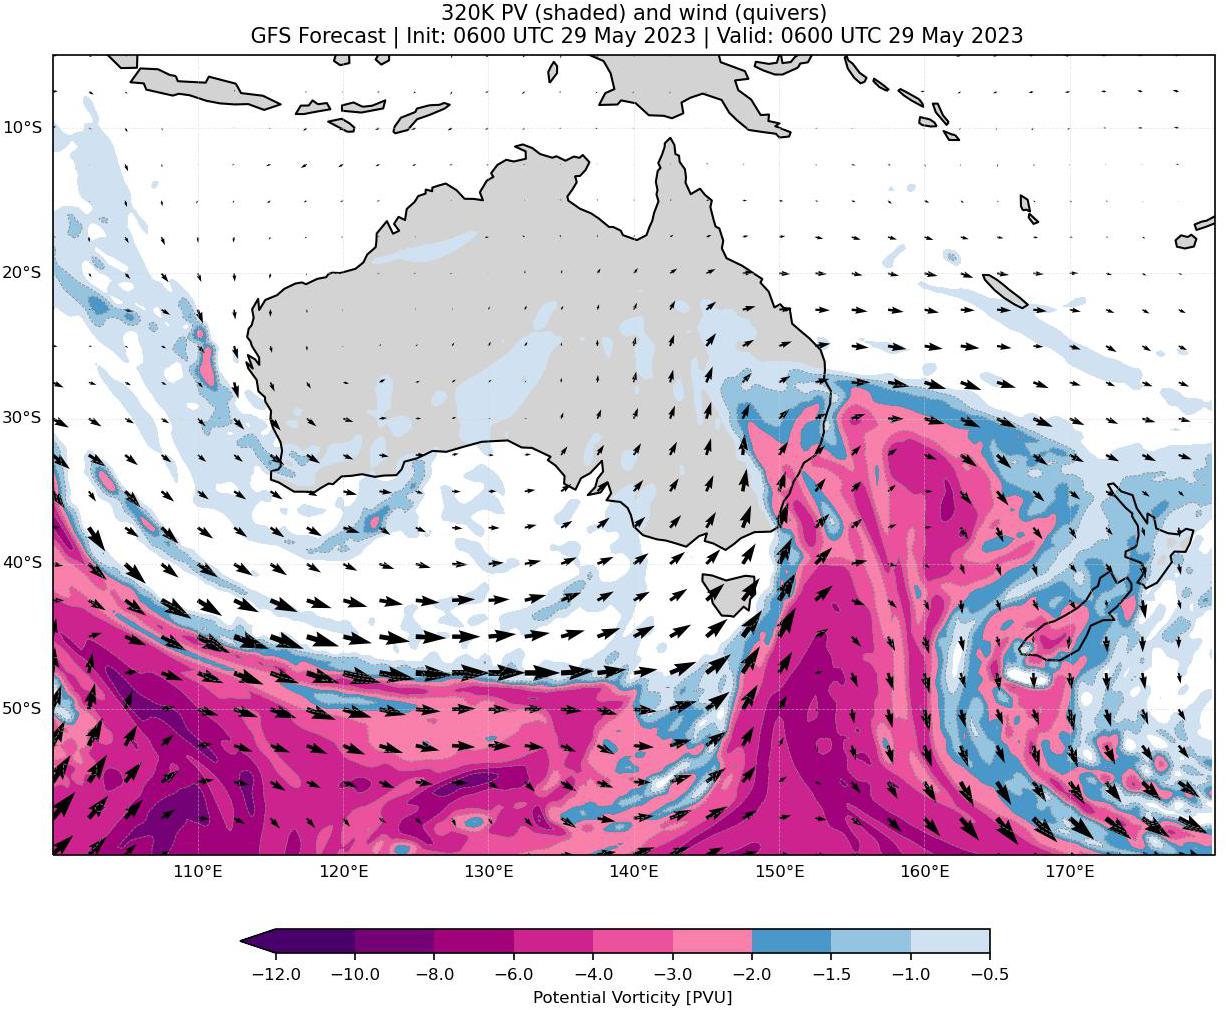 320K PV (shaded) and wind (quivers)
GFS Forecast | Init: 0600 UTC 29 May 2023 | Valid: 0600 UTC 29 May 2023
10°S
20°S
30°S
40°S
50°S
110°E 120°E 130°E 140°E 150°E 160°E 170°E
−12.0 −10.0 −8.0 −6.0 −4.0 −3.0 −2.0 −1.5 −1.0 −0.5
Potential Vorticity [PVU]